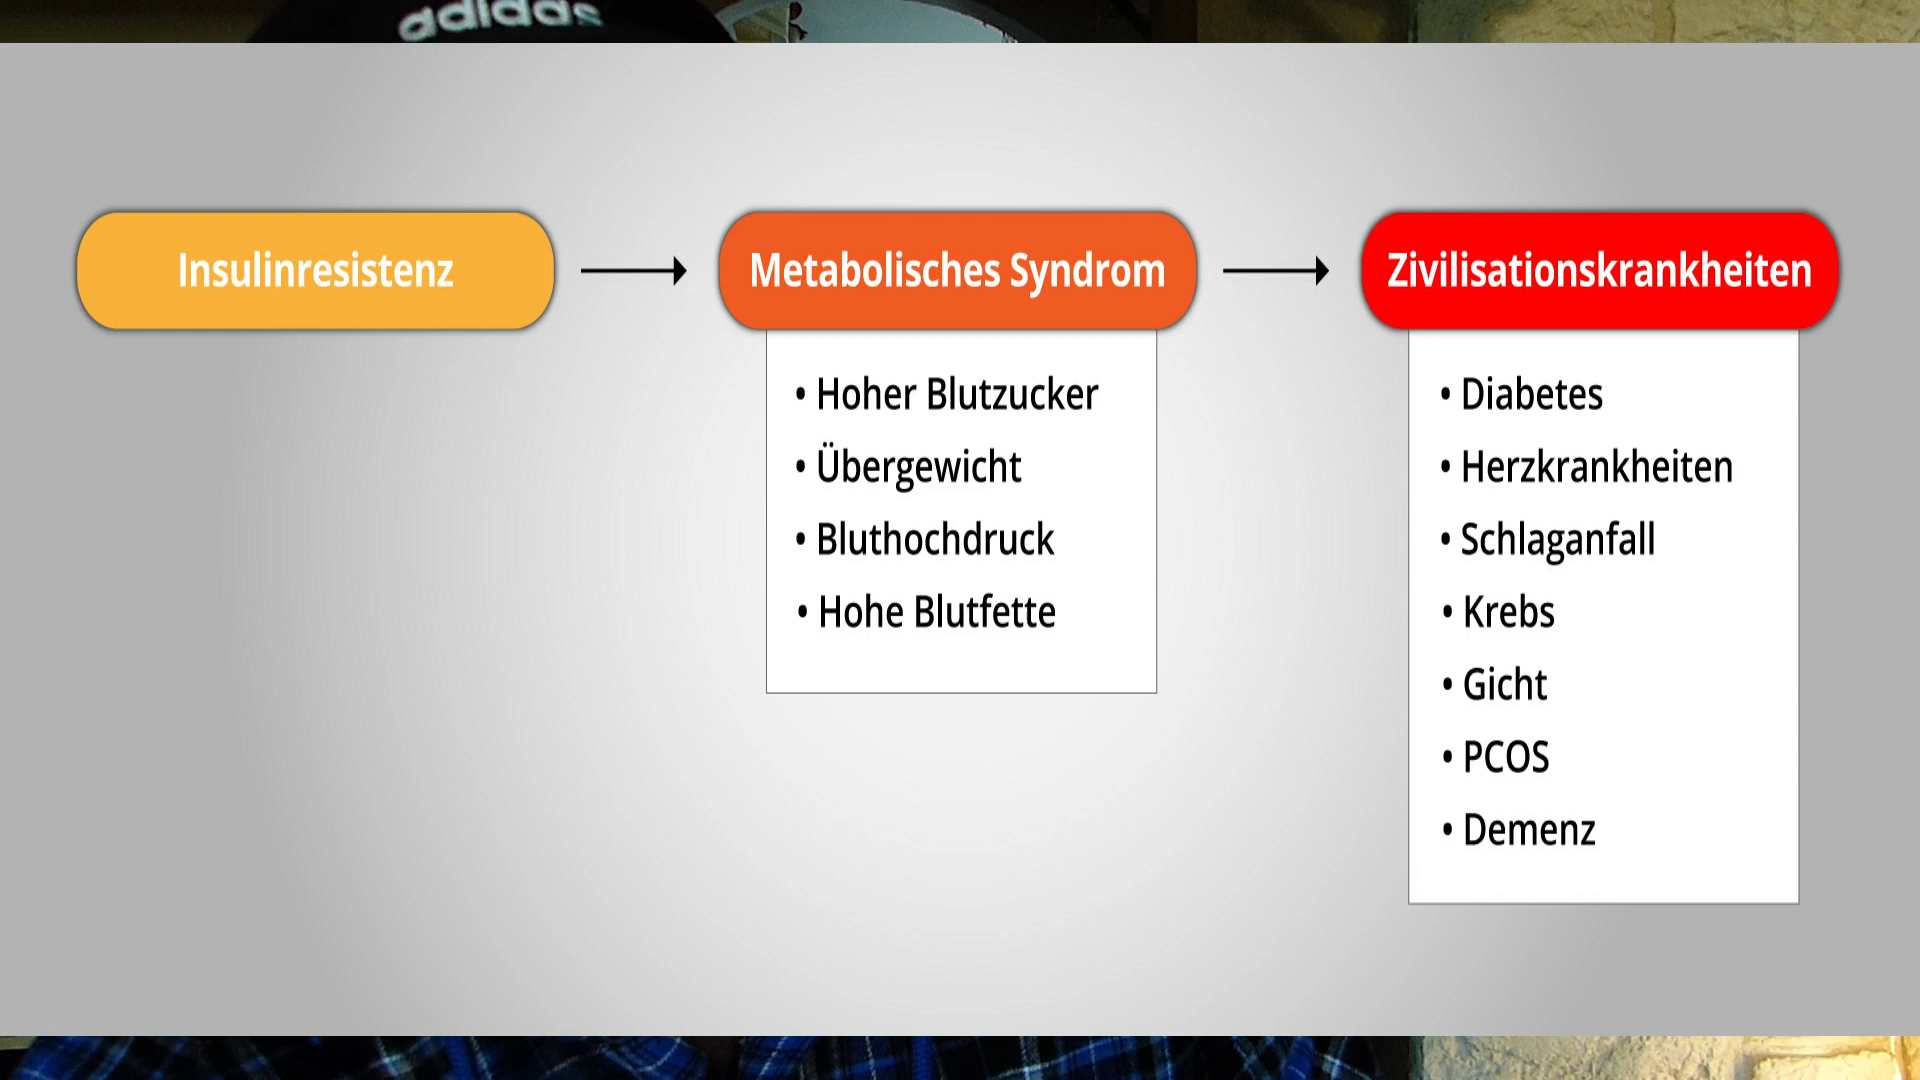 adidas
Insulinresistenz
Metabolisches Syndrom
• Hoher Blutzucker
• Übergewicht
• Bluthochdruck
• Hohe Blutfette
Zivilisationskrankheiten
• Diabetes
• Herzkrankheiten
• Schlaganfall
• Krebs
• Gicht
• PCOS
• Demenz